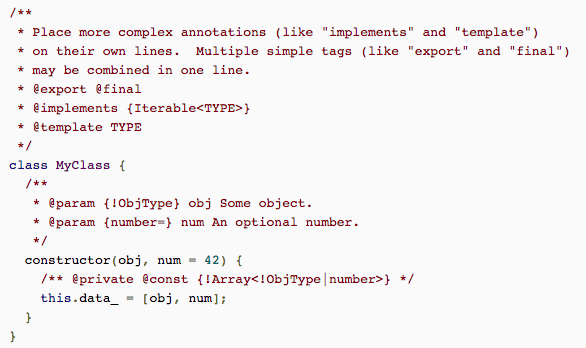 /**
 * Place more complex annotations (like "implements" and "template")
 * on their own lines.  Multiple simple tags (like "export" and "final")
 * may be combined in one line.
 * @export @final
 * @implements {Iterable<TYPE>}
 * @template TYPE
 */
class MyClass {
  /**
   * @param {!ObjType} obj Some object.
   * @param {number=} num An optional number.
   */
  constructor(obj, num = 42) {
    /** @private @const {!Array<!ObjType|number>} */
    this.data_ = [obj, num];
  }
}